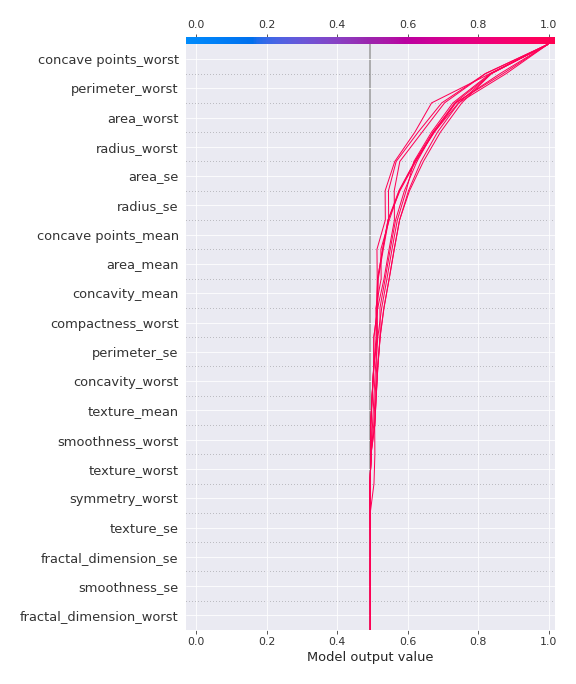 0.0 0.2 0.4 0.6 0.8 1.0
concave points_worst
perimeter_worst
area_worst
radius_worst
area_se
radius_se
concave points_mean
area_mean
concavity_mean
compactness_worst
perimeter_se
concavity_worst
texture_mean
smoothness_worst
texture_worst
symmetry_worst
texture_se
fractal_dimension_se
smoothness_se
fractal_dimension_worst
0.0 0.2 0.4 0.6 0.8 1.0
Model output value